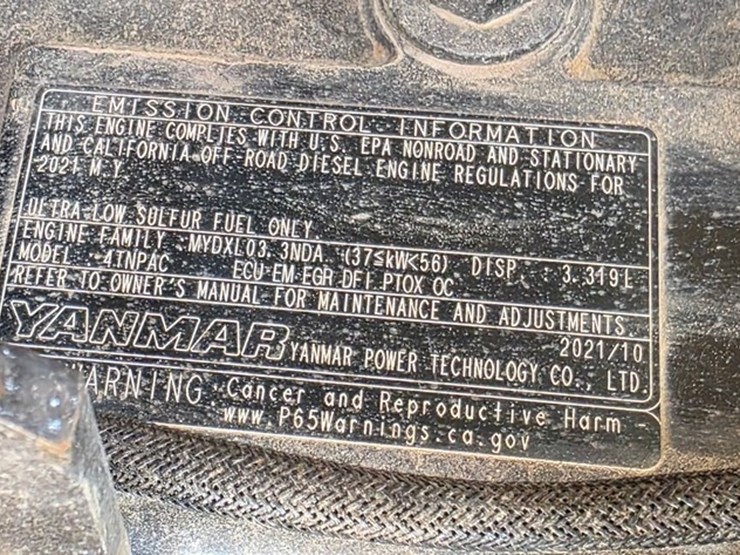 EMISSION CONTROL INFORMATION
THIS ENGINE COMPLIES WITH U.S. EPA NONROAD AND STATIONARY
AND CALIFORNIA OFF ROAD DIESEL ENGINE REGULATIONS FOR
2021 M.Y.
ULTRA LOW SULFUR FUEL ONLY
ENGINE FAMILY : MYDXL03.3NDA (37≤kW<56) DISP. : 3.319L
MODEL : 4TNPAC ECU EM EGR DFI PTOX OC
REFER TO OWNER'S MANUAL FOR MAINTENANCE AND ADJUSTMENTS.
2021/10
YANMAR YANMAR POWER TECHNOLOGY CO., LTD.
WARNING : Cancer and Reproductive Harm -
www.P65Warnings.ca.gov